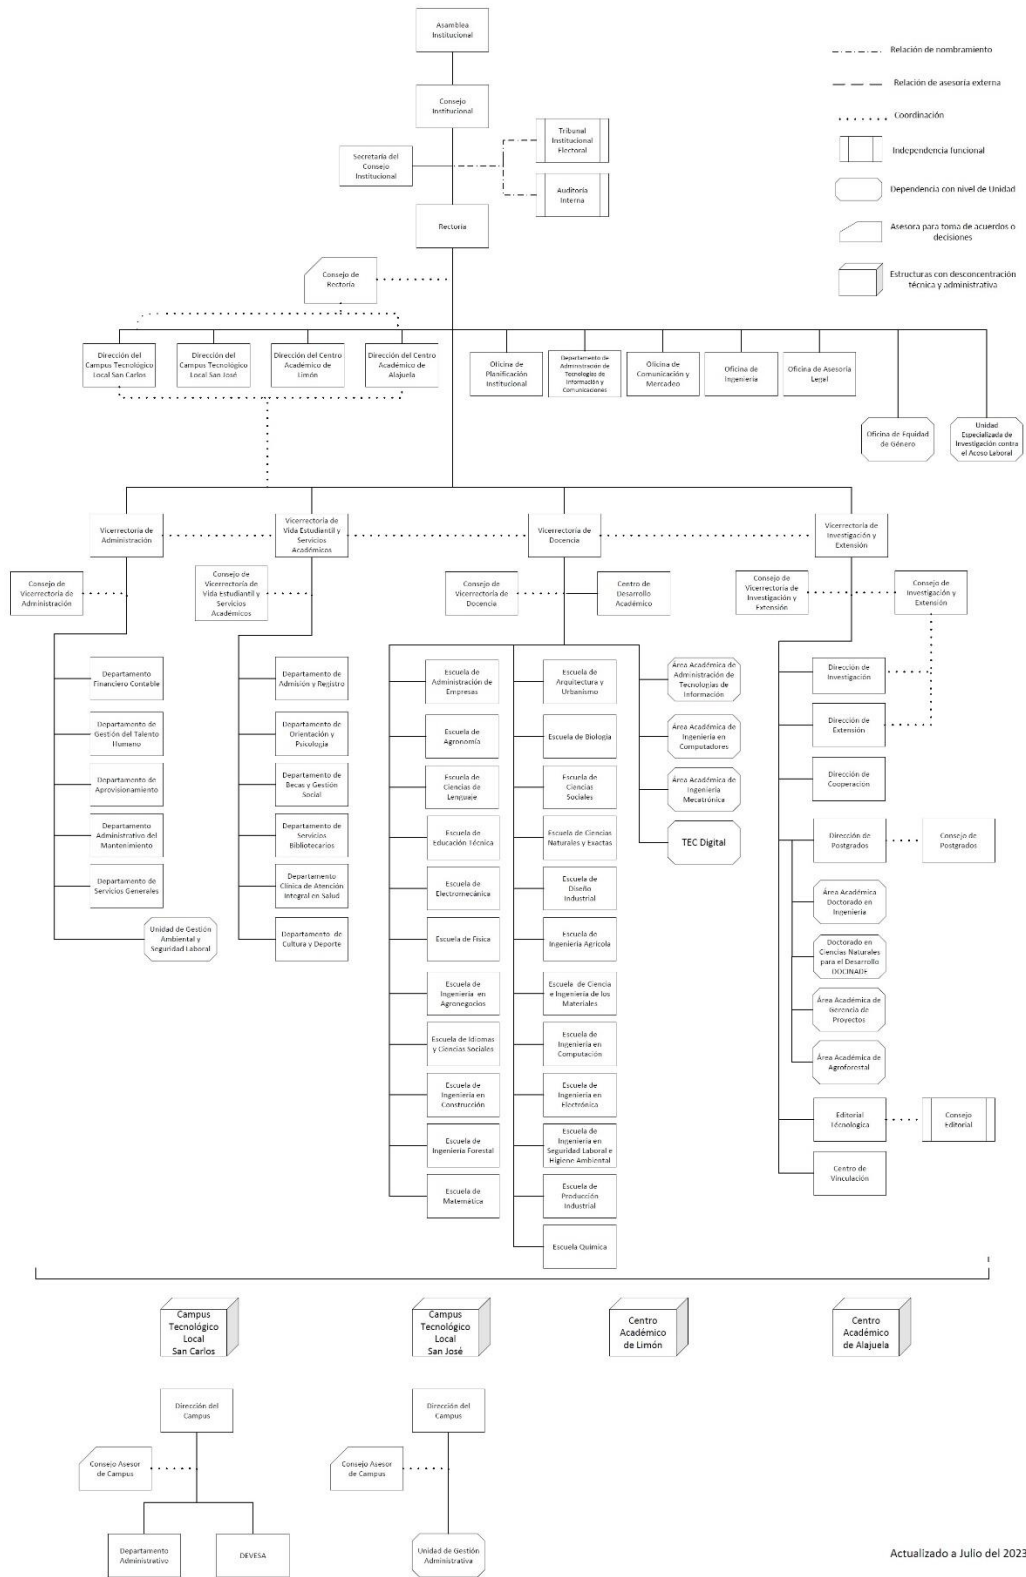 Asamblea
Institucional
Relación de nombramiento
Relación de asesoría externa
Consejo
Institucional
Coordinación
Tribunal
Institucional
Electoral
Independencia funcional
Secretaría del
Consejo
Institucional
Auditoría
Interna
Dependencia con nivel de Unidad
Rectoría
Asesora para toma de acuerdos o
decisiones
Consejo de
Rectoría
Estructuras con desconcentración
técnica y administrativa
Dirección del
Campus Tecnológico
Local San Carlos
Dirección del
Campus Tecnológico
Local San José
Dirección del Centro
Académico de
Limón
Dirección del Centro
Académico de
Alajuela
Oficina de
Planificación
Institucional
Departamento de
Administración de
Tecnologías de
Información y
Comunicaciones
Oficina de
Comunicación y
Mercadeo
Oficina de
Ingeniería
Oficina de Asesoría
Legal
Oficina de Equidad
de Género
Unidad
Especializada de
Investigación contra
el Acoso Laboral
Vicerrectoría de
Administración
Vicerrectoría de
Vida Estudiantil y
Servicios
Académicos
Vicerrectoría de
Docencia
Vicerrectoría de
Investigación y
Extensión
Consejo de
Vicerrectoría de
Administración
Consejo de
Vicerrectoría de
Vida Estudiantil y
Servicios
Académicos
Consejo de
Vicerrectoría de
Docencia
Centro de
Desarrollo
Académico
Consejo de
Vicerrectoría de
Investigación y
Extensión
Consejo de
Investigación y
Extensión
Departamento
Financiero Contable
Departamento de
Gestión del Talento
Humano
Departamento de
Aprovisionamiento
Departamento
Administrativo del
Mantenimiento
Departamento de
Servicios Generales
Unidad de Gestión
Ambiental y
Seguridad Laboral
Departamento de
Admisión y Registro
Departamento de
Orientación y
Psicología
Departamento de
Becas y Gestión
Social
Departamento de
Servicios
Bibliotecarios
Departamento
Clínica de Atención
Integral en Salud
Departamento de
Cultura y Deporte
Escuela de
Administración de
Empresas
Escuela de
Agronomía
Escuela de
Ciencias de
Lenguaje
Escuela de
Educación Técnica
Escuela de
Electromecánica
Escuela de Física
Escuela de
Ingeniería en
Agronegocios
Escuela de Idiomas
y Ciencias Sociales
Escuela de
Ingeniería en
Construcción
Escuela de
Ingeniería Forestal
Escuela de
Matemática
Escuela de
Arquitectura y
Urbanismo
Escuela de Biología
Escuela de
Ciencias
Sociales
Escuela de Ciencias
Naturales y Exactas
Escuela de
Diseño
Industrial
Escuela de
Ingeniería Agrícola
Escuela de Ciencia
e Ingeniería de los
Materiales
Escuela de
Ingeniería en
Computación
Escuela de
Ingeniería en
Electrónica
Escuela de
Ingeniería en
Seguridad Laboral e
Higiene Ambiental
Escuela de
Producción
Industrial
Escuela Química
Área Académica de
Administración de
Tecnologías de
Información
Área Académica de
Ingeniería en
Computadores
Área Académica de
Ingeniería
Mecatrónica
TEC Digital
Dirección de
Investigación
Dirección de
Extensión
Dirección de
Cooperación
Dirección de
Postgrados
Consejo de
Postgrados
Área Académica
Doctorado en
Ingeniería
Doctorado en
Ciencias Naturales
para el Desarrollo
DOCINADE
Área Académica de
Gerencia de
Proyectos
Área Académica de
Agroforestal
Editorial
Técnologica
Consejo
Editorial
Centro de
Vinculación
Campus
Tecnológico
Local
San Carlos
Campus
Tecnológico
Local
San José
Centro
Académico
de Limón
Centro
Académico
de Alajuela
Dirección del
Campus
Dirección del
Campus
Consejo Asesor
de Campus
Consejo Asesor
de Campus
Departamento
Administrativo
DEVESA
Unidad de Gestión
Administrativa
Actualizado a Julio del 2023